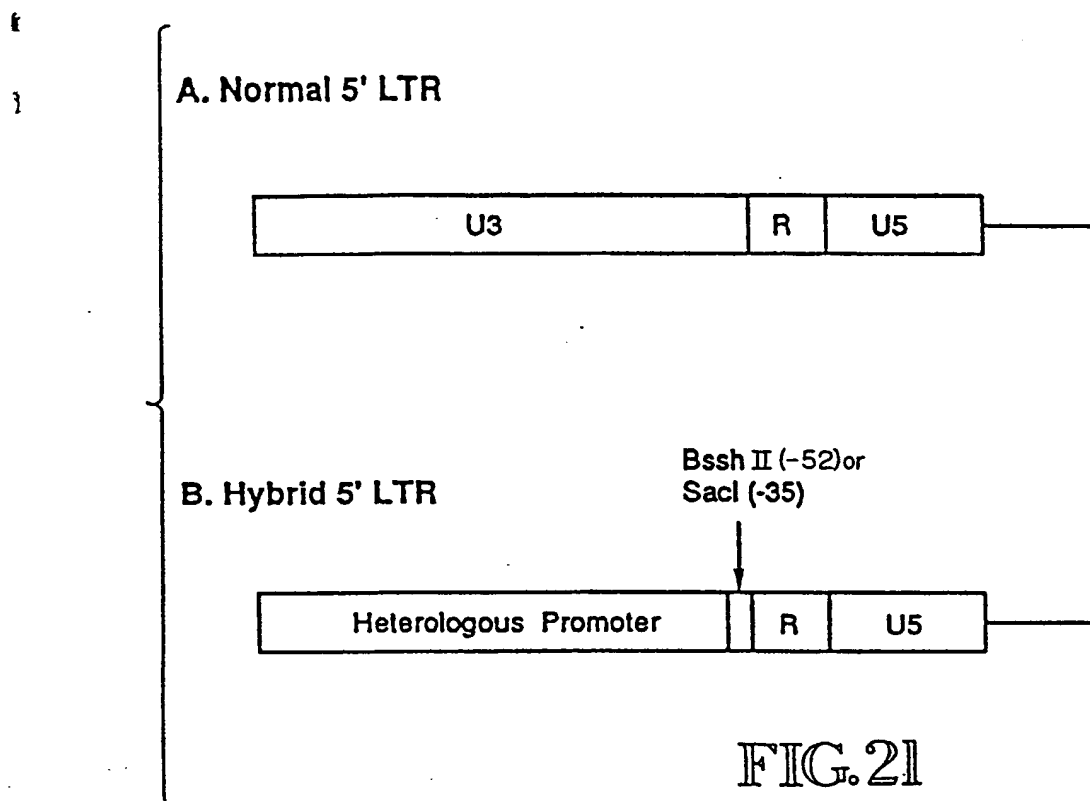 A. Normal 5' LTR
U3 R U5
Bssh II (-52) or
SacI (-35)
B. Hybrid 5' LTR
Heterologous Promoter R U5
FIG. 21